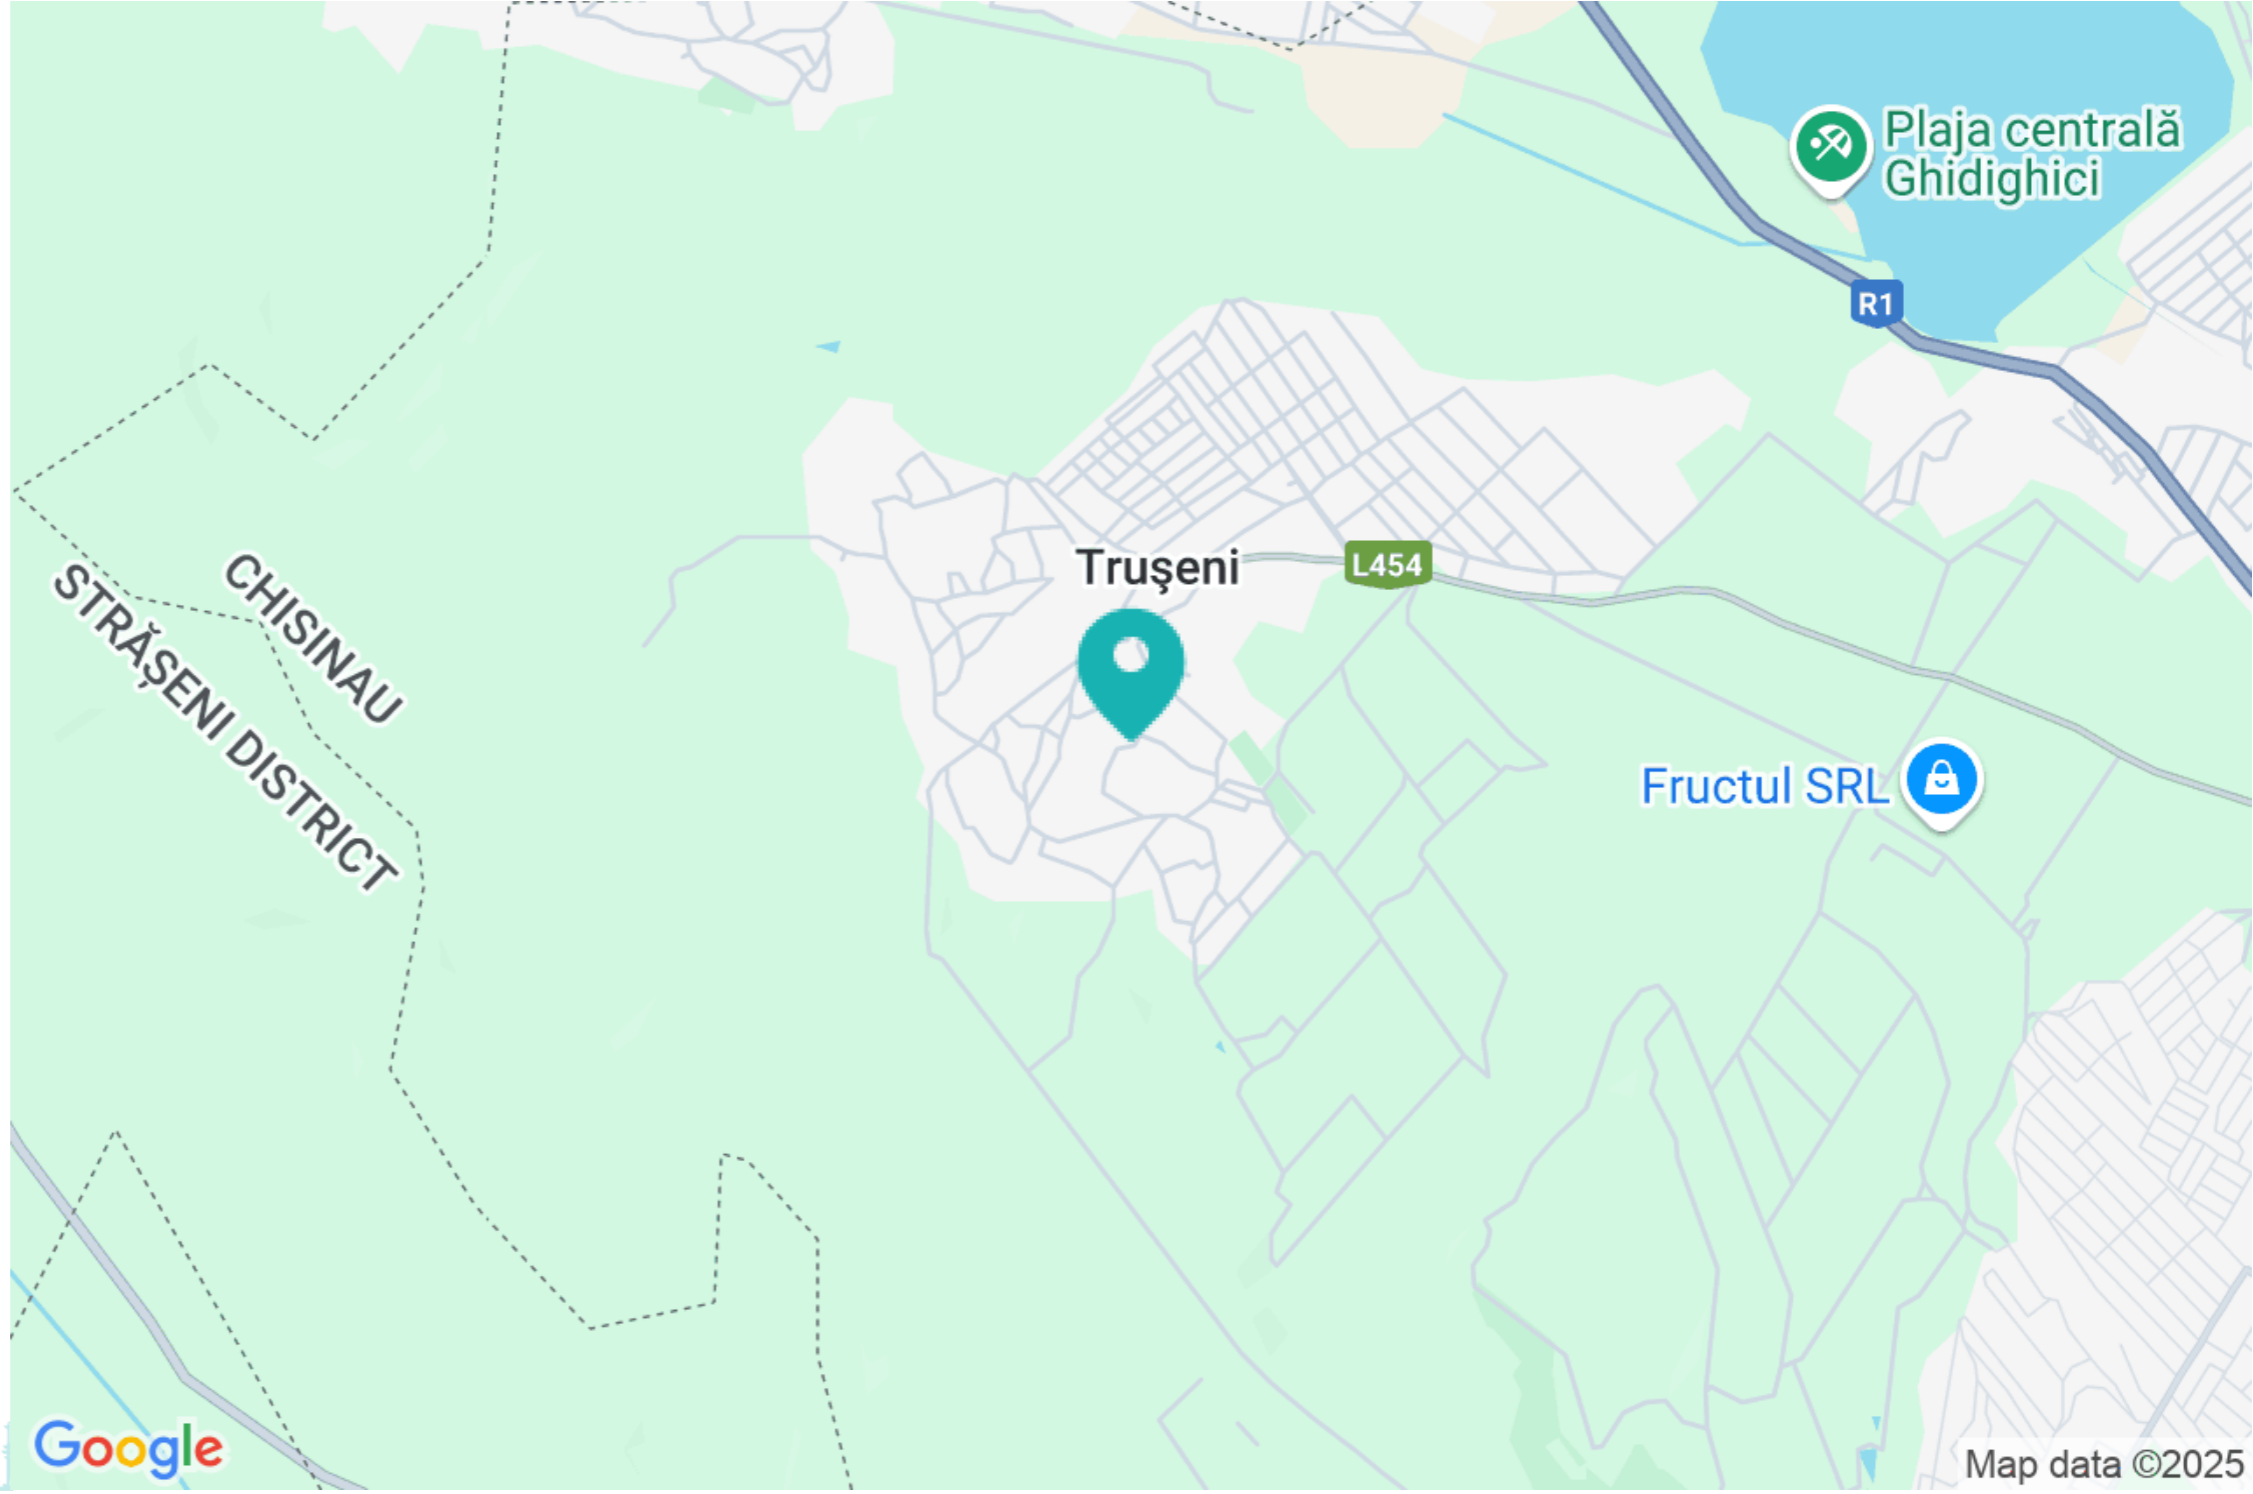 Plaja centrală
Ghidighici
R1
Truşeni
L454
CHISINAU
STRĂȘENI DISTRICT
Fructul SRL
Google
Map data ©2025